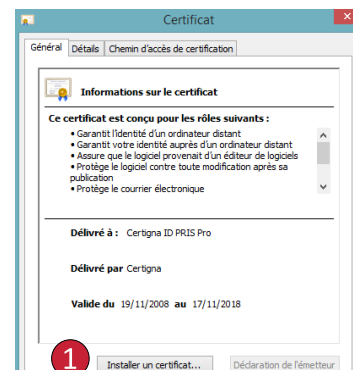 Certificat
Général Détails Chemin d'accès de certification
Informations sur le certificat
Ce certificat est conçu pour les rôles suivants :
• Garantit l'identité d'un ordinateur distant
• Garantit votre identité auprès d'un ordinateur distant
• Assure que le logiciel provenait d'un éditeur de logiciels
• Protège le logiciel contre toute modification après sa
publication
• Protège le courrier électronique
Délivré à : Certigna ID PRIS Pro
Délivré par Certigna
Valide du 19/11/2008 au 17/11/2018
1 Installer un certificat... Déclaration de l'émetteur